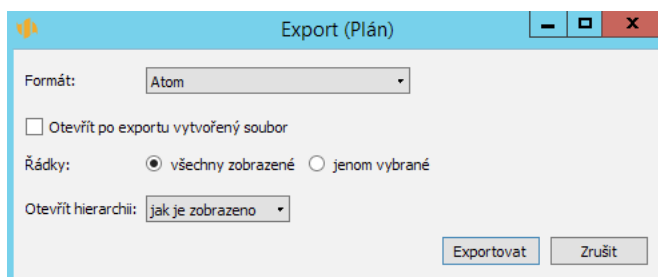 Export (Plán)
Formát: Atom
Otevřít po exportu vytvořený soubor
Řádky: všechny zobrazené jenom vybrané
Otevřít hierarchii: jak je zobrazeno
Exportovat Zrušit